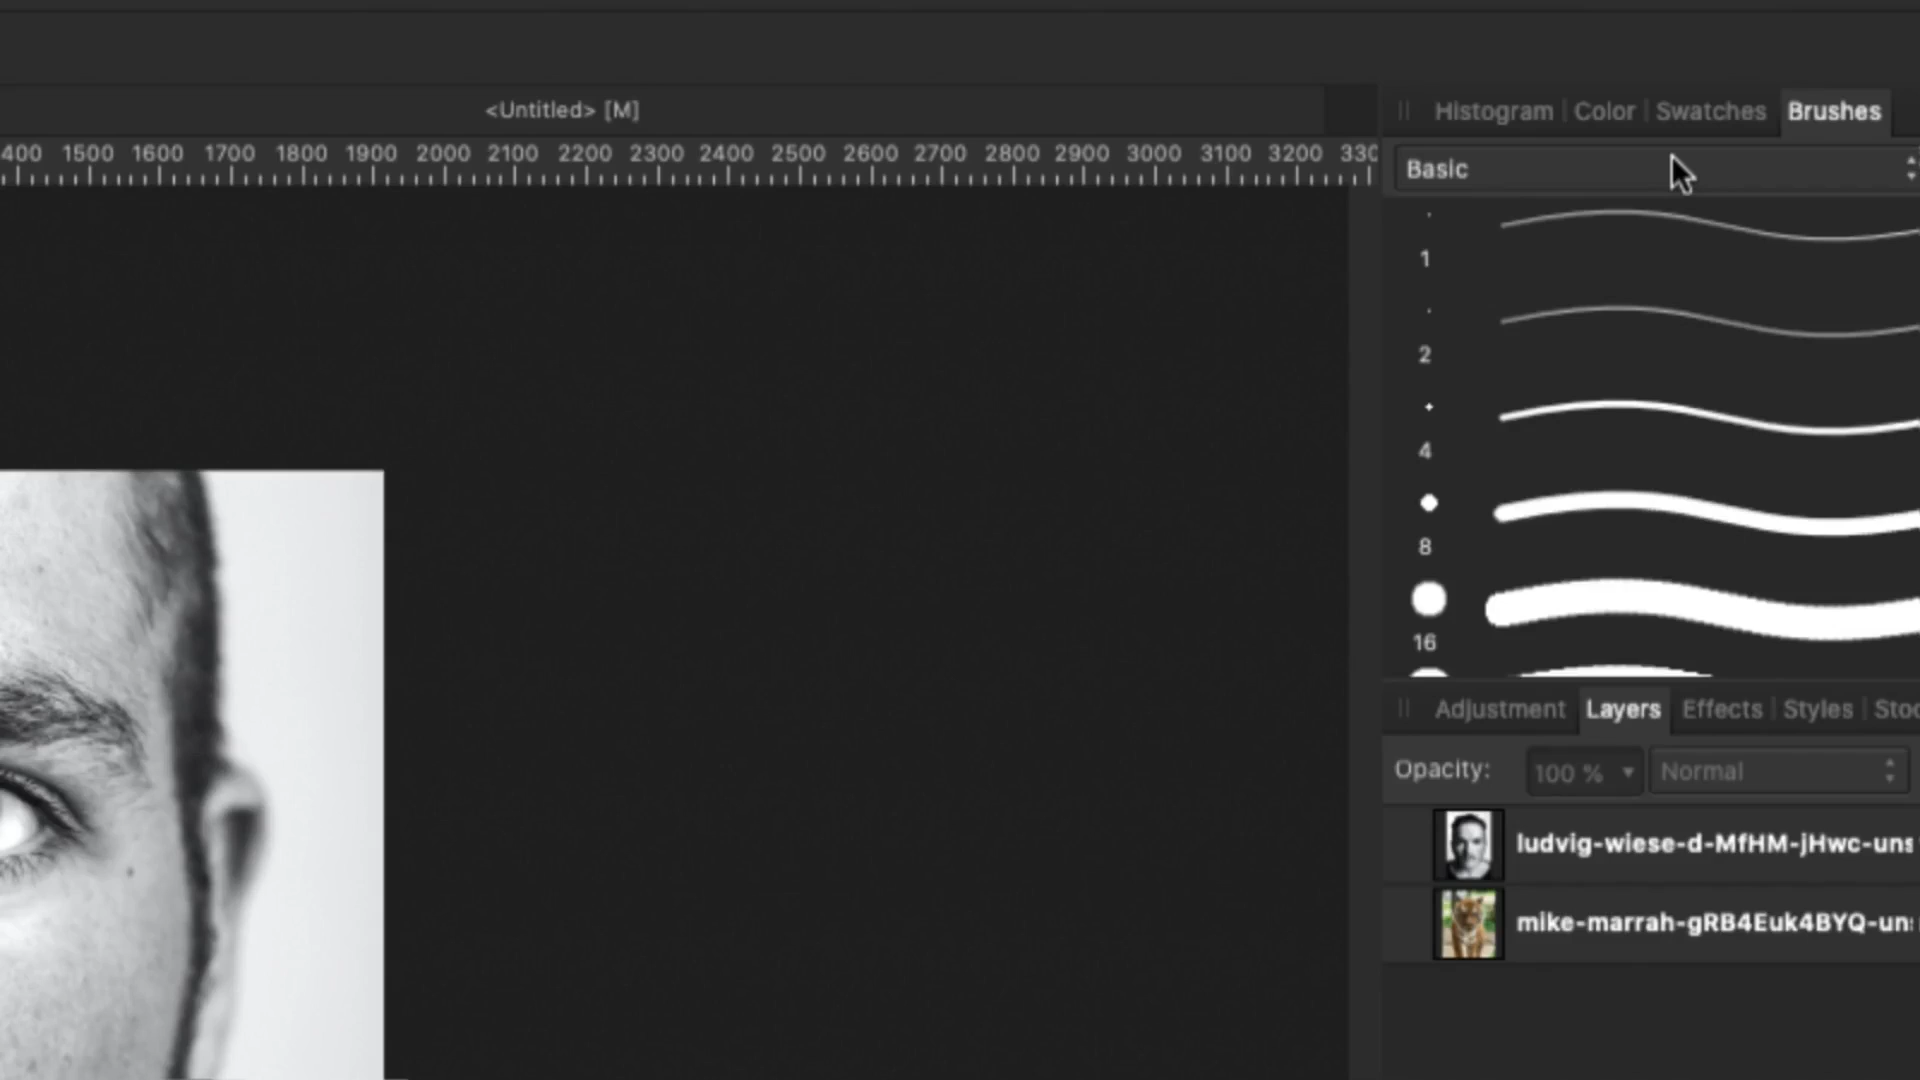 <Untitled> [M]
Histogram Color Swatches Brushes
400 1500 1600 1700 1800 1900 2000 2100 2200 2300 2400 2500 2600 2700 2800 2900 3000 3100 3200 330
Basic
1
2
4
8
16
Adjustment Layers Effects Styles Stoc
Opacity: 100 % Normal
ludvig-wiese-d-MfHM-jHwc-uns
mike-marrah-gRB4Euk4BYQ-uns